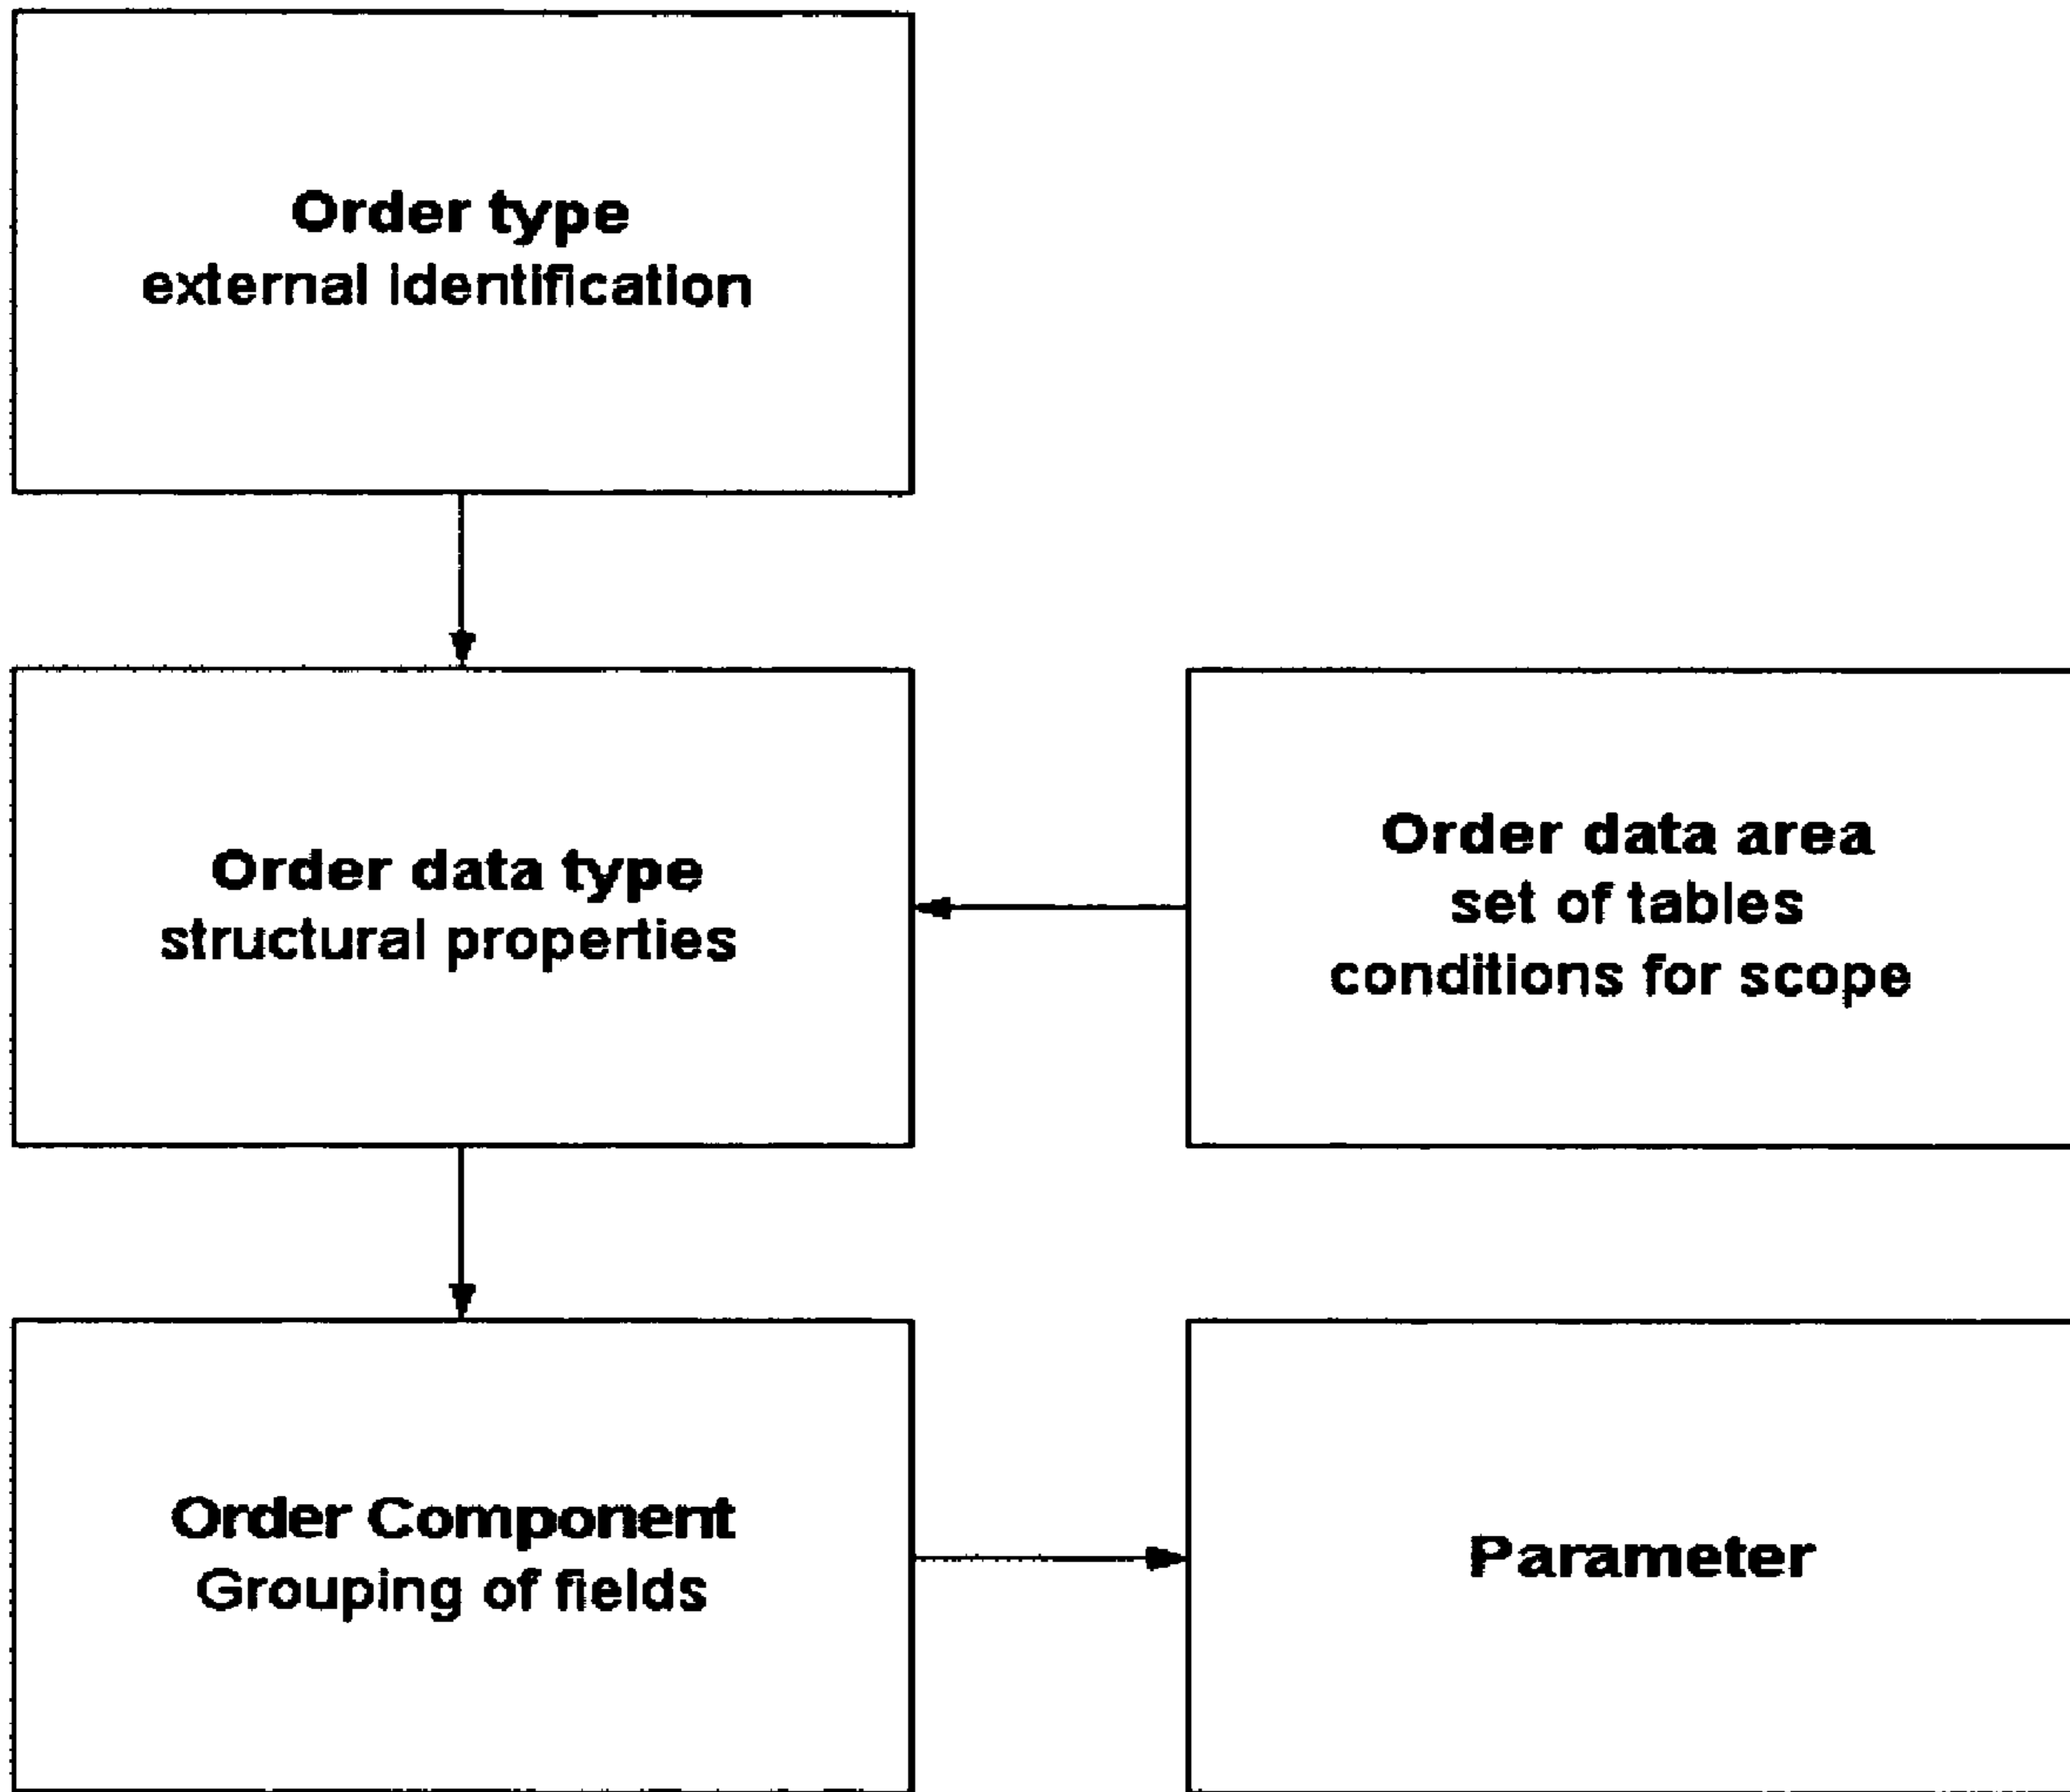 Order type
external identification
Order data type
structural properties
Order data area
set of tables
conditions for scope
Order Component
Grouping of fields
Parameter